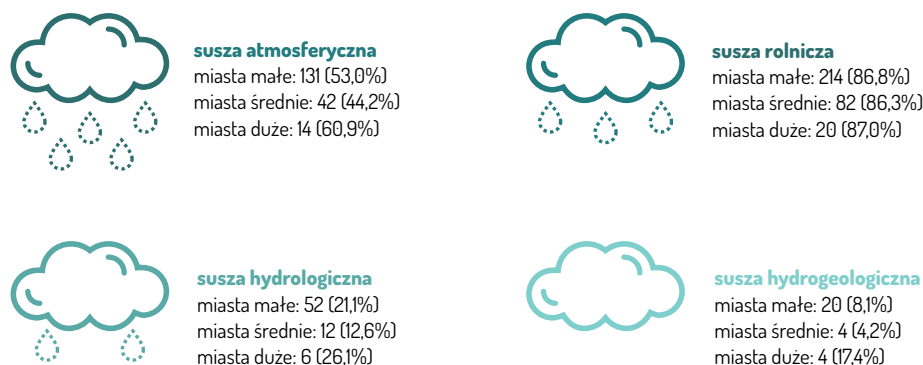 susza atmosferyczna
miasta małe: 131 (53,0%)
miasta średnie: 42 (44,2%)
miasta duże: 14 (60,9%)
susza rolnicza
miasta małe: 214 (86,8%)
miasta średnie: 82 (86,3%)
miasta duże: 20 (87,0%)
susza hydrologiczna
miasta małe: 52 (21,1%)
miasta średnie: 12 (12,6%)
miasta duże: 6 (26,1%)
susza hydrogeologiczna
miasta małe: 20 (8,1%)
miasta średnie: 4 (4,2%)
miasta duże: 4 (17,4%)